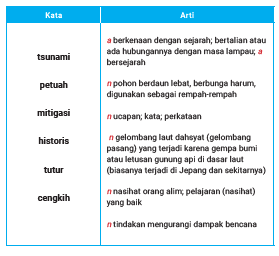 Kata
Arti
tsunami
petuah
mitigasi
historis
tutur
cengkih
a berkenaan dengan sejarah; bertalian atau
ada hubungannya dengan masa lampau; a
bersejarah
n pohon berdaun lebat, berbunga harum,
digunakan sebagai rempah-rempah
n ucapan; kata; perkataan
n gelombang laut dahsyat (gelombang
pasang) yang terjadi karena gempa bumi
atau letusan gunung api di dasar laut
(biasanya terjadi di Jepang dan sekitarnya)
n nasihat orang alim; pelajaran (nasihat)
yang baik
n tindakan mengurangi dampak bencana